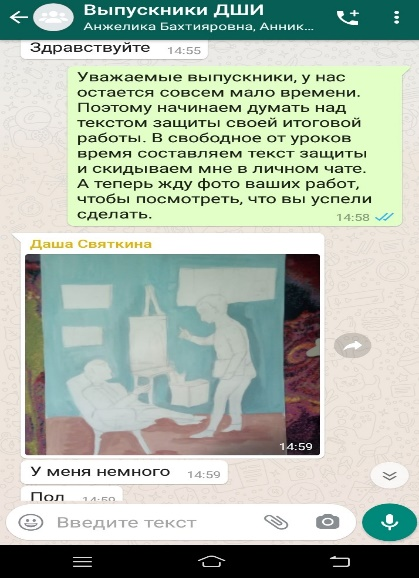 Выпускники ДШИ
Анжелика Бахтияровна, Анник...
Здравствуйте 14:55
Уважаемые выпускники, у нас
остается совсем мало времени.
Поэтому начинаем думать над
текстом защиты своей итоговой
работы. В свободное от уроков
время составляем текст защиты
и скидываем мне в личном чате.
А теперь жду фото ваших работ,
чтобы посмотреть, что вы успели
сделать. 14:58
Даша Святкина
14:59
У меня немного 14:59
Пол 14:59
Введите текст